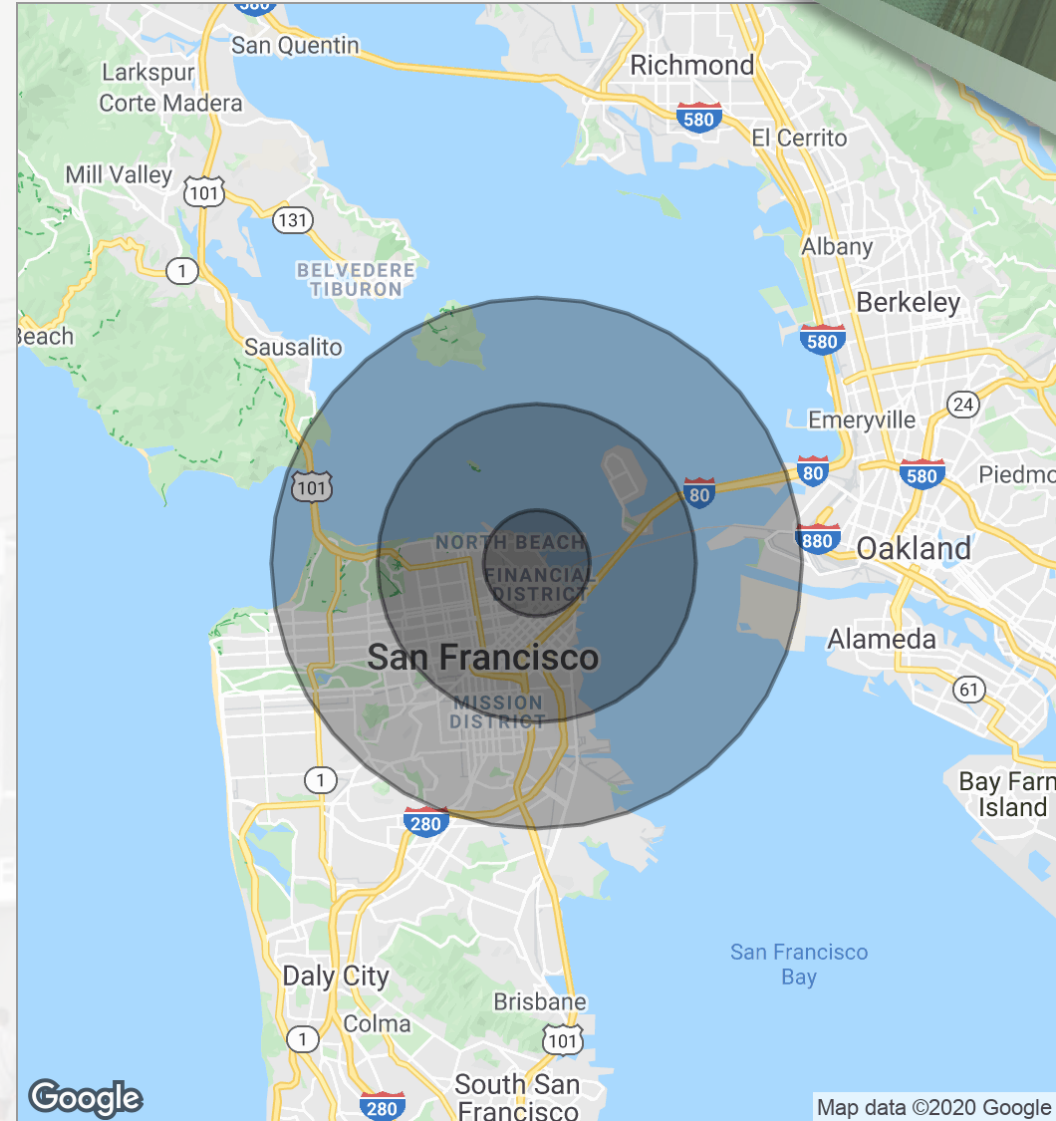 580
San Quentin
Larkspur
Corte Madera
Richmond
580
El Cerrito
Mill Valley
101
131
1
BELVEDERE
TIBURON
Albany
Berkeley
Beach
Sausalito
580
24
Emeryville
101
80
80
580
Piedmo
NORTH BEACH
880
Oakland
FINANCIAL
DISTRICT
San Francisco
Alameda
61
MISSION
DISTRICT
1
280
Bay Farm
Island
San Francisco
Bay
Daly City
Brisbane
Colma
1
101
South San
Francisco
280
Google
Map data ©2020 Google